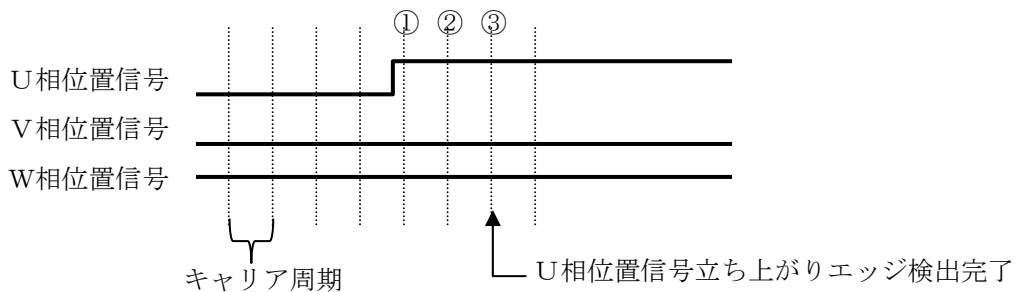 ① ② ③
U相位置信号
V相位置信号
W相位置信号
キャリア周期
U相位置信号立ち上がりエッジ検出完了